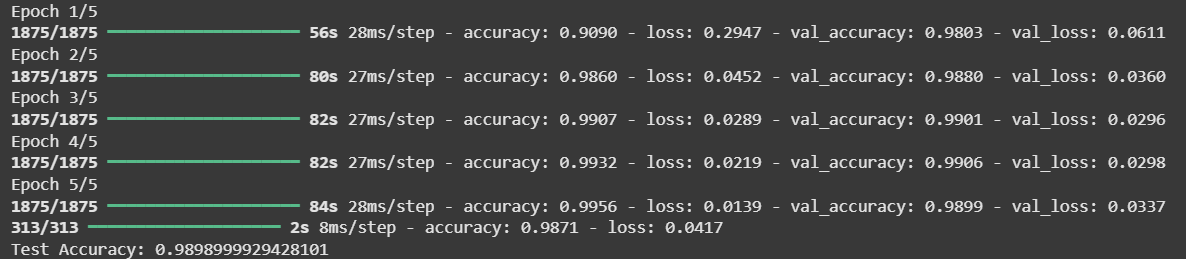 Epoch 1/5
1875/1875 ━━━━━━━━━━━━━━━━━━━━ 56s 28ms/step - accuracy: 0.9090 - loss: 0.2947 - val_accuracy: 0.9803 - val_loss: 0.0611
Epoch 2/5
1875/1875 ━━━━━━━━━━━━━━━━━━━━ 80s 27ms/step - accuracy: 0.9860 - loss: 0.0452 - val_accuracy: 0.9880 - val_loss: 0.0360
Epoch 3/5
1875/1875 ━━━━━━━━━━━━━━━━━━━━ 82s 27ms/step - accuracy: 0.9907 - loss: 0.0289 - val_accuracy: 0.9901 - val_loss: 0.0296
Epoch 4/5
1875/1875 ━━━━━━━━━━━━━━━━━━━━ 82s 27ms/step - accuracy: 0.9932 - loss: 0.0219 - val_accuracy: 0.9906 - val_loss: 0.0298
Epoch 5/5
1875/1875 ━━━━━━━━━━━━━━━━━━━━ 84s 28ms/step - accuracy: 0.9956 - loss: 0.0139 - val_accuracy: 0.9899 - val_loss: 0.0337
313/313 ━━━━━━━━━━━━━━━━━━━━ 2s 8ms/step - accuracy: 0.9871 - loss: 0.0417
Test Accuracy: 0.9898999929428101